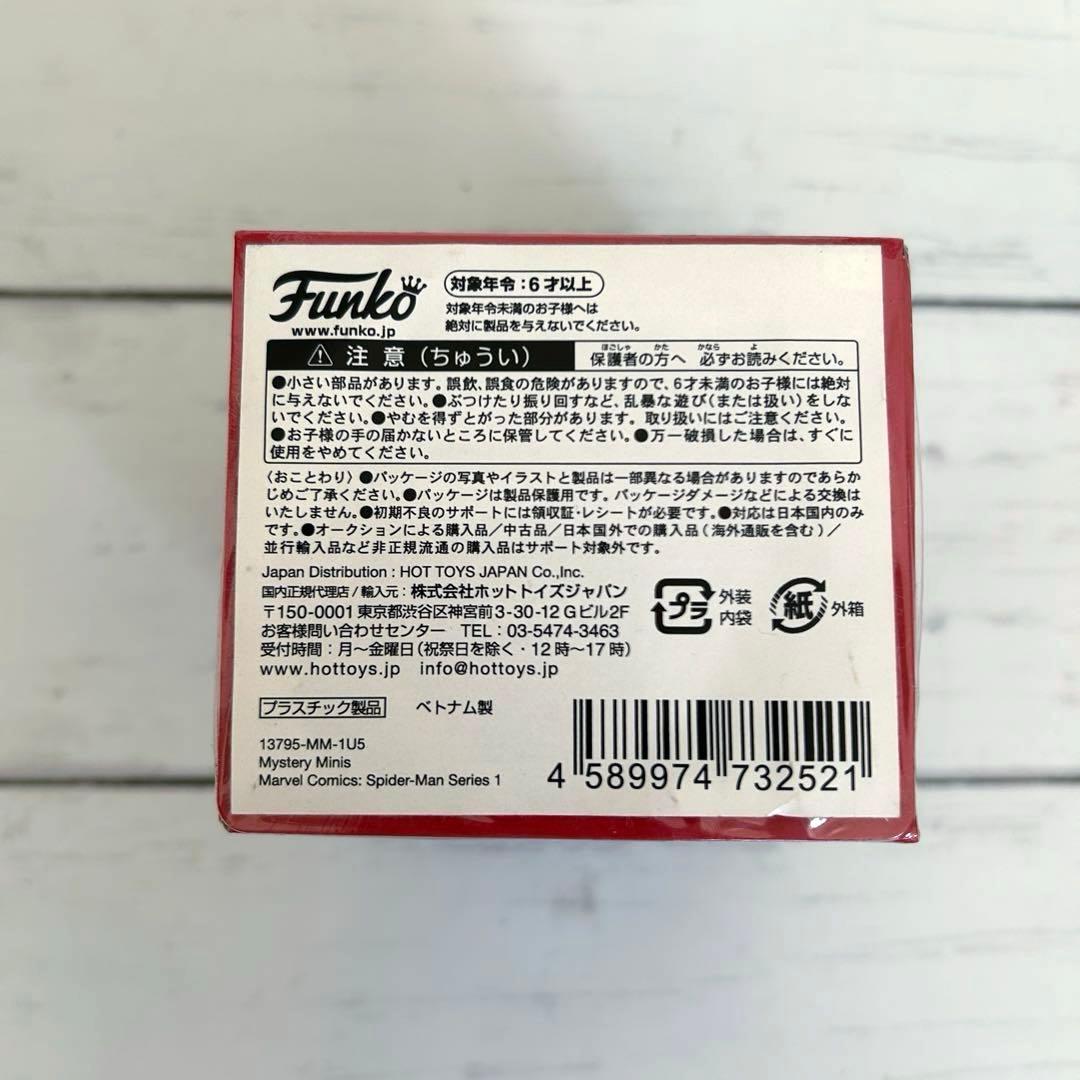 Funko
www.funko.jp
対象年令:6才以上
対象年令未満のお子様へは
絶対に製品を与えないでください。
注意(ちゅうい)
保護者の方へ 必ずお読みください。
ほごしゃ かた かなら よ
●小さい部品があります。誤飲、誤食の危険がありますので、6才未満のお子様には絶対
に与えないでください。●ぶつけたり振り回すなど、乱暴な遊び(または扱い)をしな
いでください。●やむを得ずとがった部分があります。取り扱いにはご注意ください。
●お子様の手の届かないところに保管してください。●万一破損した場合は、すぐに
使用をやめてください。
〈おことわり〉●パッケージの写真やイラストと製品は一部異なる場合がありますのであらか
じめご了承ください。●パッケージは製品保護用です。パッケージダメージなどによる交換は
いたしません。●初期不良のサポートには領収証・レシートが必要です。●対応は日本国内のみ
です。●オークションによる購入品/中古品/日本国外での購入品(海外通販を含む)/
並行輸入品など非正規流通の購入品はサポート対象外です。
Japan Distribution : HOT TOYS JAPAN Co.,Inc.
国内正規代理店/輸入元:株式会社ホットトイズジャパン
〒150-0001 東京都渋谷区神宮前3-30-12 Gビル2F
お客様問い合わせセンター TEL:03-5474-3463
受付時間:月〜金曜日(祝祭日を除く・12時〜17時)
www.hottoys.jp info@hottoys.jp
プラ
外装
内袋
紙
外箱
プラスチック製品 ベトナム製
13795-MM-1U5
Mystery Minis
Marvel Comics: Spider-Man Series 1
4 589974 732521